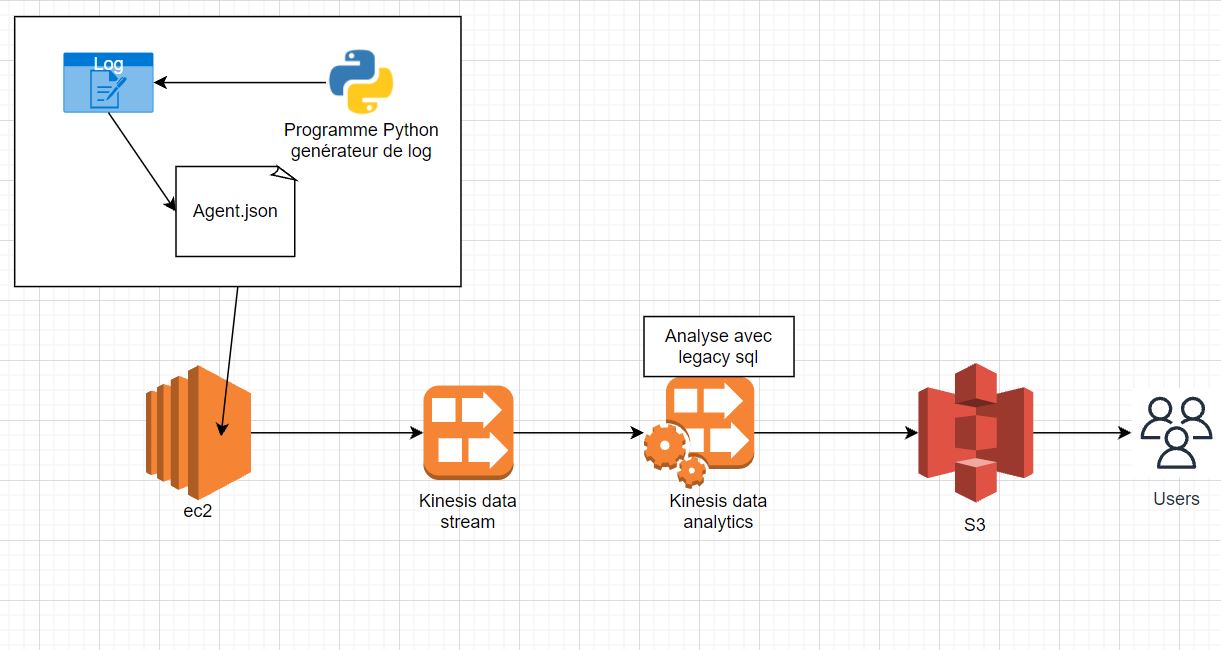 Log
Programme Python
genérateur de log
Agent.json
Analyse avec
legacy sql
ec2
Kinesis data
stream
Kinesis data
analytics
S3
Users